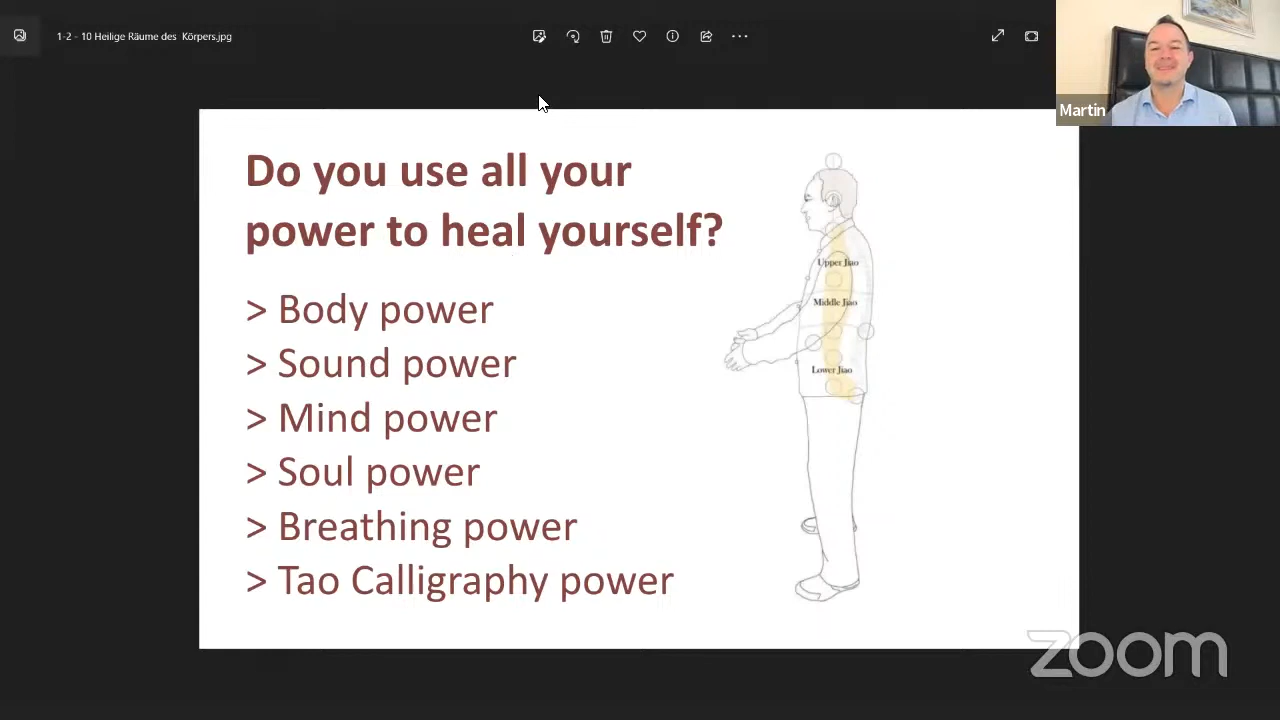 1-2 - 10 Heilige Räume des Körpers.jpg
Martin
Do you use all your
power to heal yourself?
> Body power
> Sound power
> Mind power
> Soul power
> Breathing power
> Tao Calligraphy power
Upper Jiao
Middle Jiao
Lower Jiao
zoom